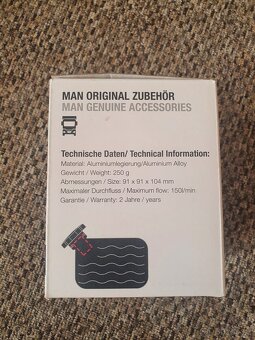 MAN ORIGINAL ZUBEHÖR
MAN GENUINE ACCESSORIES
Technische Daten/ Technical Information:
Material: Aluminiumlegierung/Aluminium Alloy
Gewicht / Weight: 250 g
Abmessungen / Size: 91 x 91 x 104 mm
Maximaler Durchfluss / Maximum flow: 150l/min
Garantie / Warranty: 2 Jahre / years